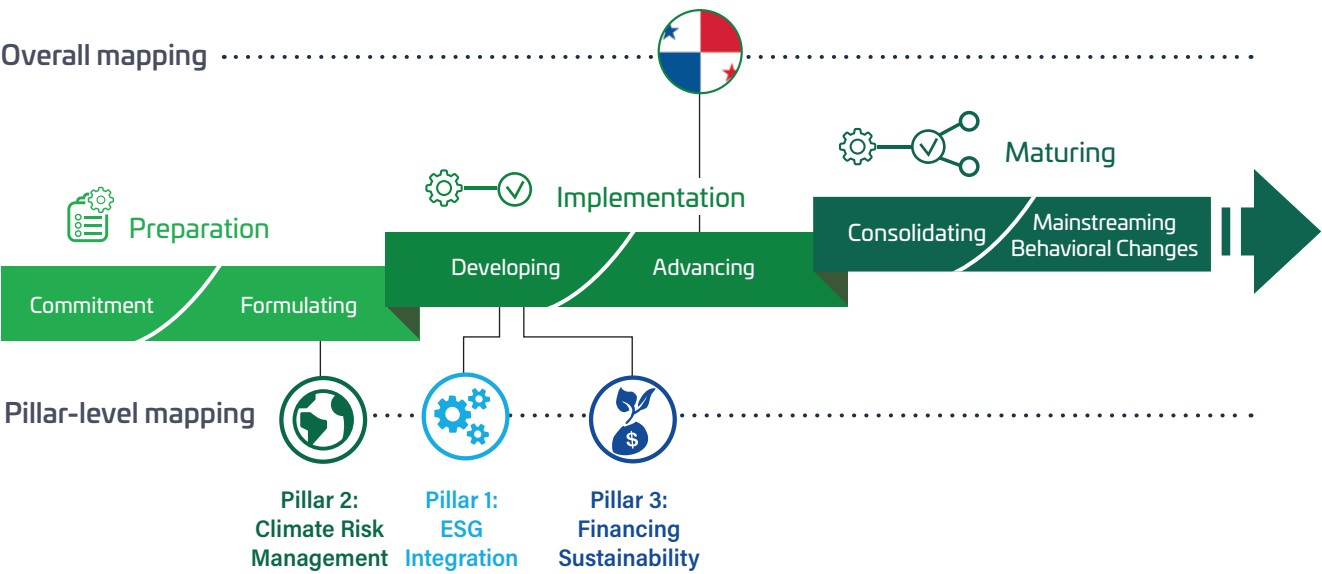 Overall mapping
Maturing
Implementation
Preparation
Consolidating
Mainstreaming
Behavioral Changes
Developing
Advancing
Commitment
Formulating
Pillar-level mapping
$
Pillar 2:
Climate Risk
Management
Pillar 1:
ESG
Integration
Pillar 3:
Financing
Sustainability